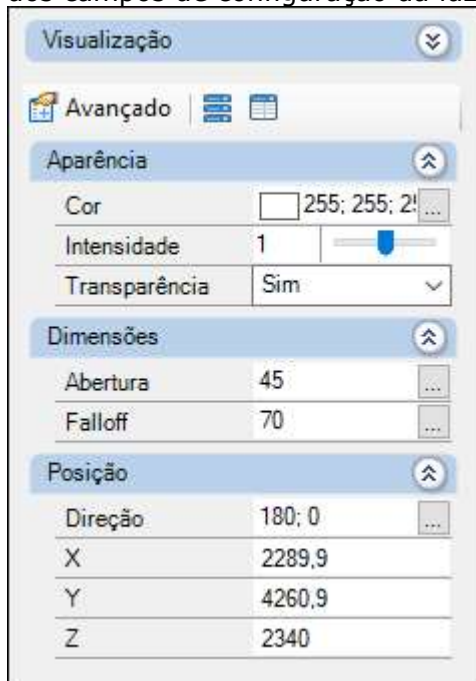 Visualização
Avançado
Aparência
Cor 255; 255; 2
Intensidade 1
Transparência Sim
Dimensões
Abertura 45 ...
Falloff 70 ...
Posição
Direção 180; 0 ...
X 2289,9
Y 4260,9
Z 2340